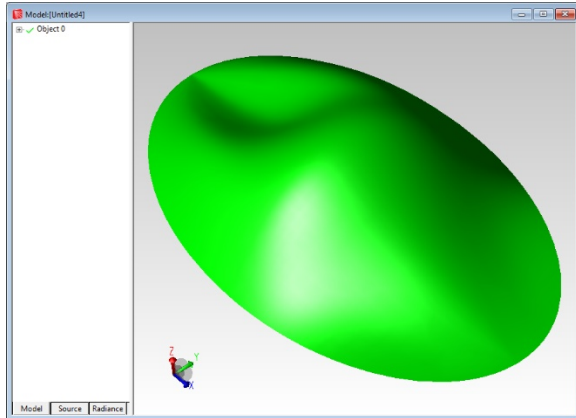 Model:[Untitled4]
Object 0
Z
Y
X
Model Source Radiance